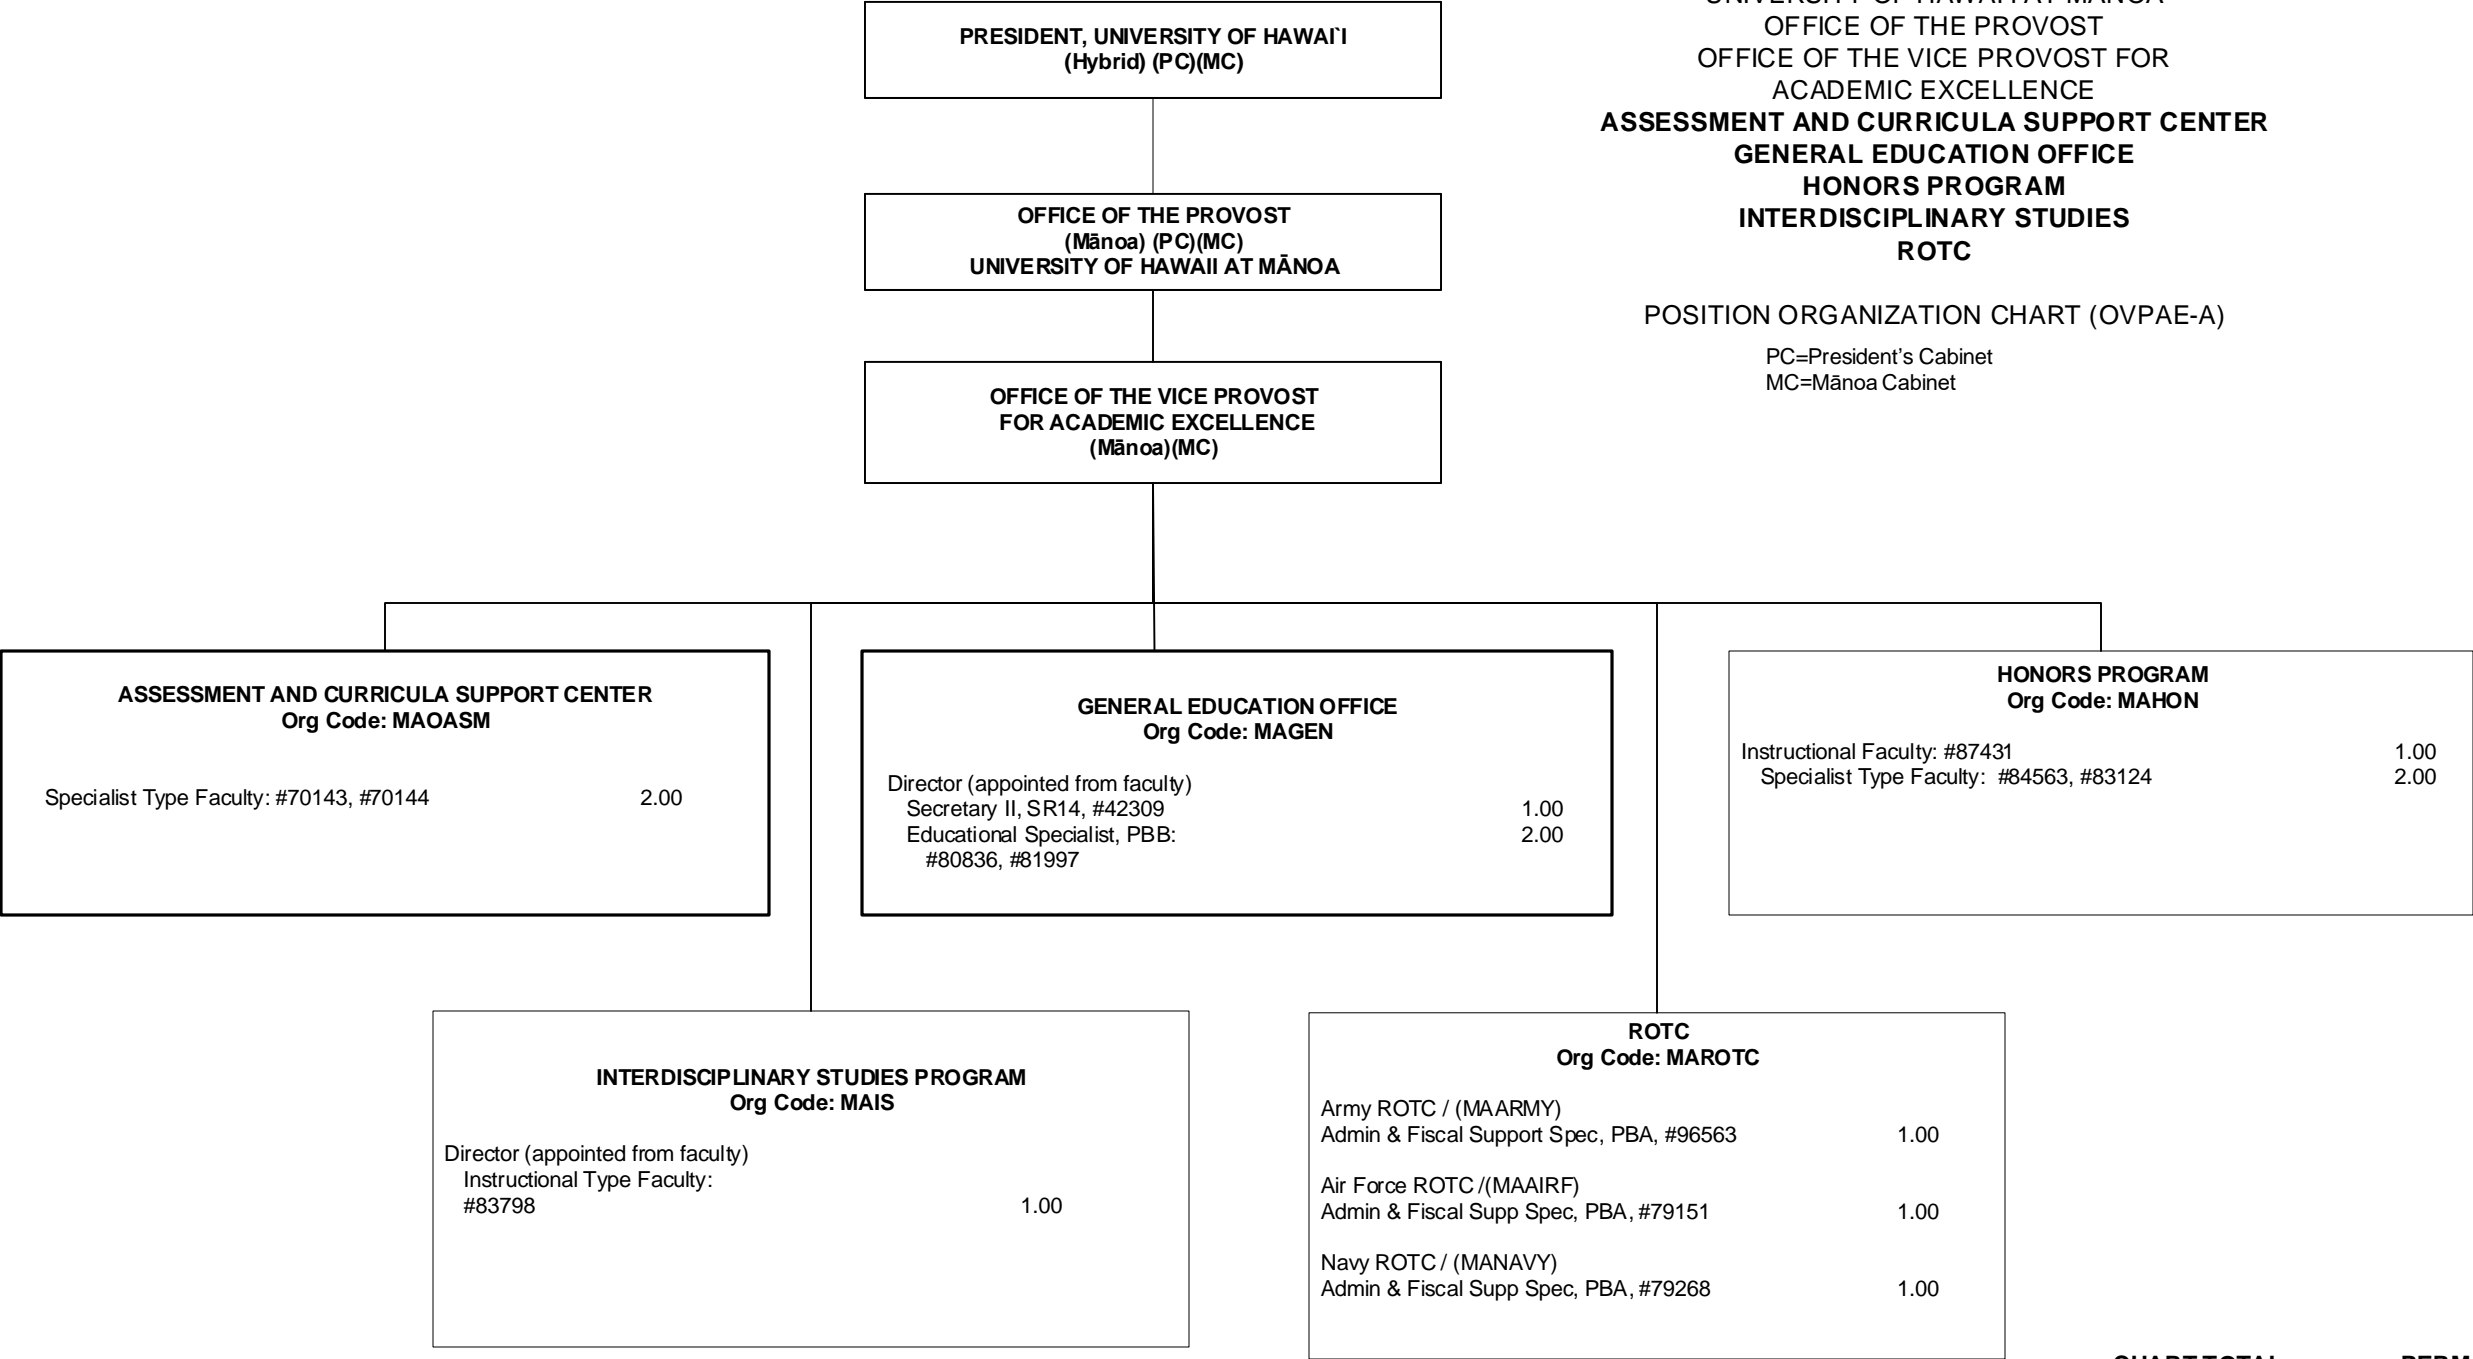 PRESIDENT, UNIVERSITY OF HAWAI`I
(Hybrid) (PC)(MC)
OFFICE OF THE PROVOST
(Mānoa) (PC)(MC)
UNIVERSITY OF HAWAII AT MĀNOA
OFFICE OF THE VICE PROVOST
FOR ACADEMIC EXCELLENCE
(Mānoa)(MC)
UNIVERSITY OF HAWAII AT MĀNOA
OFFICE OF THE PROVOST
OFFICE OF THE VICE PROVOST FOR
ACADEMIC EXCELLENCE
ASSESSMENT AND CURRICULA SUPPORT CENTER
GENERAL EDUCATION OFFICE
HONORS PROGRAM
INTERDISCIPLINARY STUDIES
ROTC
POSITION ORGANIZATION CHART (OVPAE-A)
PC=President’s Cabinet
MC=Mānoa Cabinet
ASSESSMENT AND CURRICULA SUPPORT CENTER
Org Code: MAOASM
Specialist Type Faculty: #70143, #70144 2.00
GENERAL EDUCATION OFFICE
Org Code: MAGEN
Director (appointed from faculty)
Secretary II, SR14, #42309 1.00
Educational Specialist, PBB: 2.00
#80836, #81997
HONORS PROGRAM
Org Code: MAHON
Instructional Faculty: #87431 1.00
Specialist Type Faculty: #84563, #83124 2.00
INTERDISCIPLINARY STUDIES PROGRAM
Org Code: MAIS
Director (appointed from faculty)
Instructional Type Faculty:
#83798 1.00
ROTC
Org Code: MAROTC
Army ROTC / (MAARMY)
Admin & Fiscal Support Spec, PBA, #96563 1.00
Air Force ROTC /(MAAIRF)
Admin & Fiscal Supp Spec, PBA, #79151 1.00
Navy ROTC / (MANAVY)
Admin & Fiscal Supp Spec, PBA, #79268 1.00
CHART TOTAL PERM